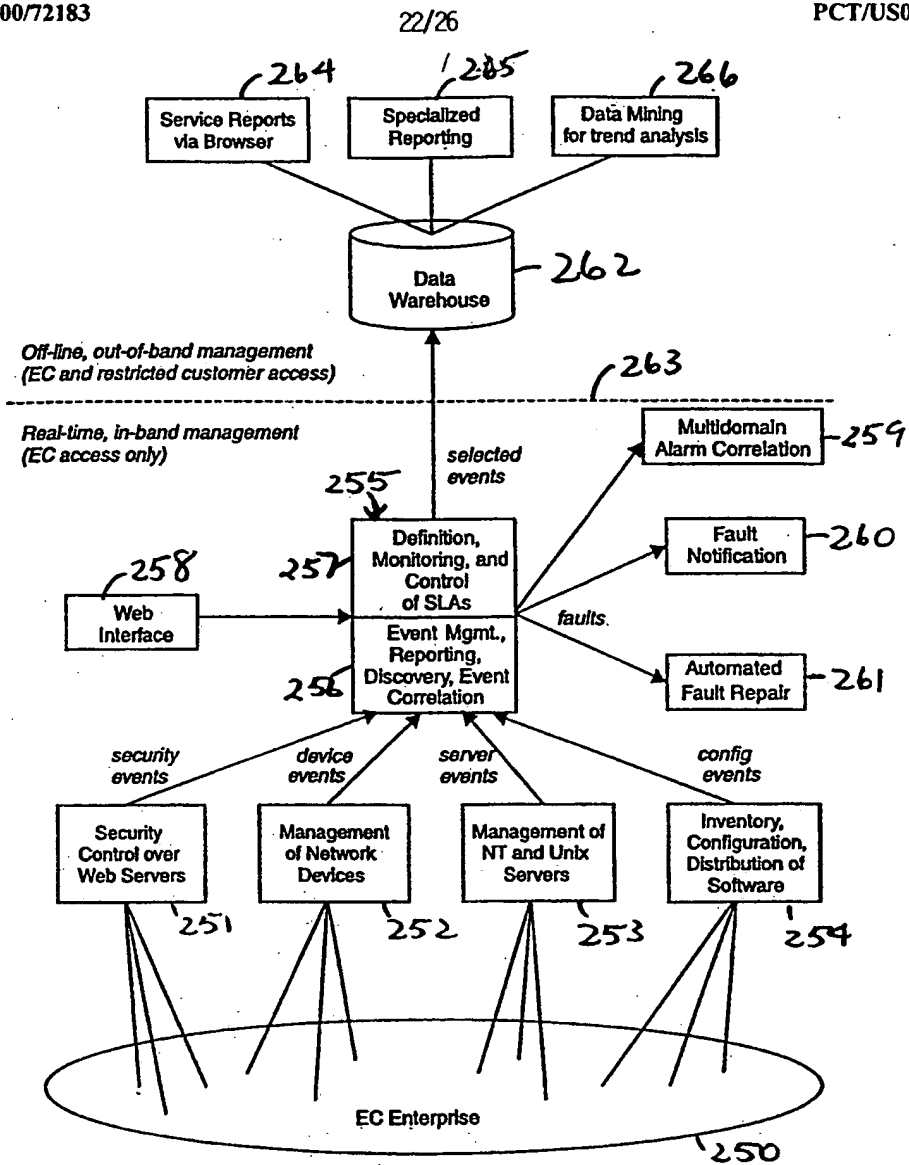 00/72183
22/26
PCT/US0
264
265
266
Service Reports
via Browser
Specialized
Reporting
Data Mining
for trend analysis
Data
Warehouse
262
Off-line, out-of-band management
(EC and restricted customer access)
263
Real-time, in-band management
(EC access only)
selected
events
Multidomain
Alarm Correlation
259
255
257
Definition,
Monitoring, and
Control
of SLAs
Fault
Notification
260
258
Web
Interface
faults.
256
Event Mgmt.,
Reporting,
Discovery, Event
Correlation
Automated
Fault Repair
261
security
events
device
events
server
events
config
events
Security
Control over
Web Servers
Management
of Network
Devices
Management of
NT and Unix
Servers
Inventory,
Configuration,
Distribution of
Software
251
252
253
254
EC Enterprise
250